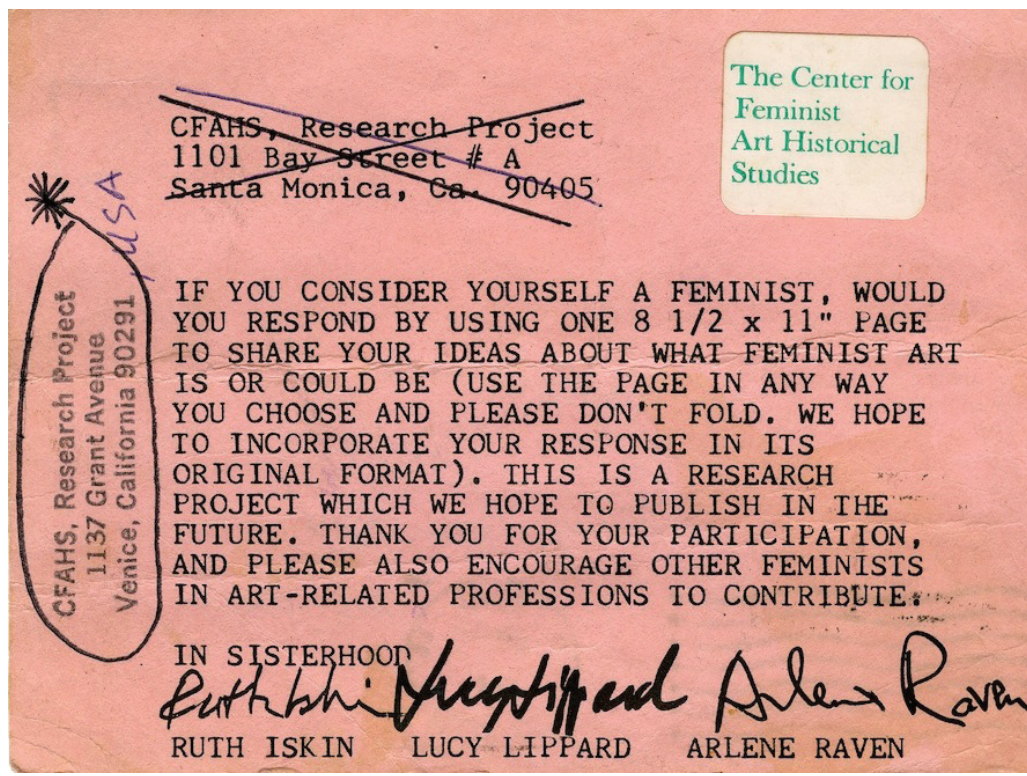 The Center for
Feminist
Art Historical
Studies
CFAHS, Research Project
1101 Bay Street # A
Santa Monica, Ca. 90405
CFAHS, Research Project
1137 Grant Avenue
Venice, California 90291, USA
IF YOU CONSIDER YOURSELF A FEMINIST, WOULD
YOU RESPOND BY USING ONE 8 1/2 x 11" PAGE
TO SHARE YOUR IDEAS ABOUT WHAT FEMINIST ART
IS OR COULD BE (USE THE PAGE IN ANY WAY
YOU CHOOSE AND PLEASE DON'T FOLD. WE HOPE
TO INCORPORATE YOUR RESPONSE IN ITS
ORIGINAL FORMAT). THIS IS A RESEARCH
PROJECT WHICH WE HOPE TO PUBLISH IN THE
FUTURE. THANK YOU FOR YOUR PARTICIPATION,
AND PLEASE ALSO ENCOURAGE OTHER FEMINISTS
IN ART-RELATED PROFESSIONS TO CONTRIBUTE.
IN SISTERHOOD
Ruth Iskin Lucy Lippard Arlene Raven
RUTH ISKIN LUCY LIPPARD ARLENE RAVEN